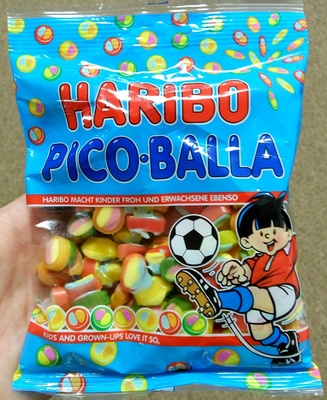 HARIBO
PICO·BALLA
HARIBO MACHT KINDER FROH UND ERWACHSENE EBENSO
KIDS AND GROWN-UPS LOVE IT SO,